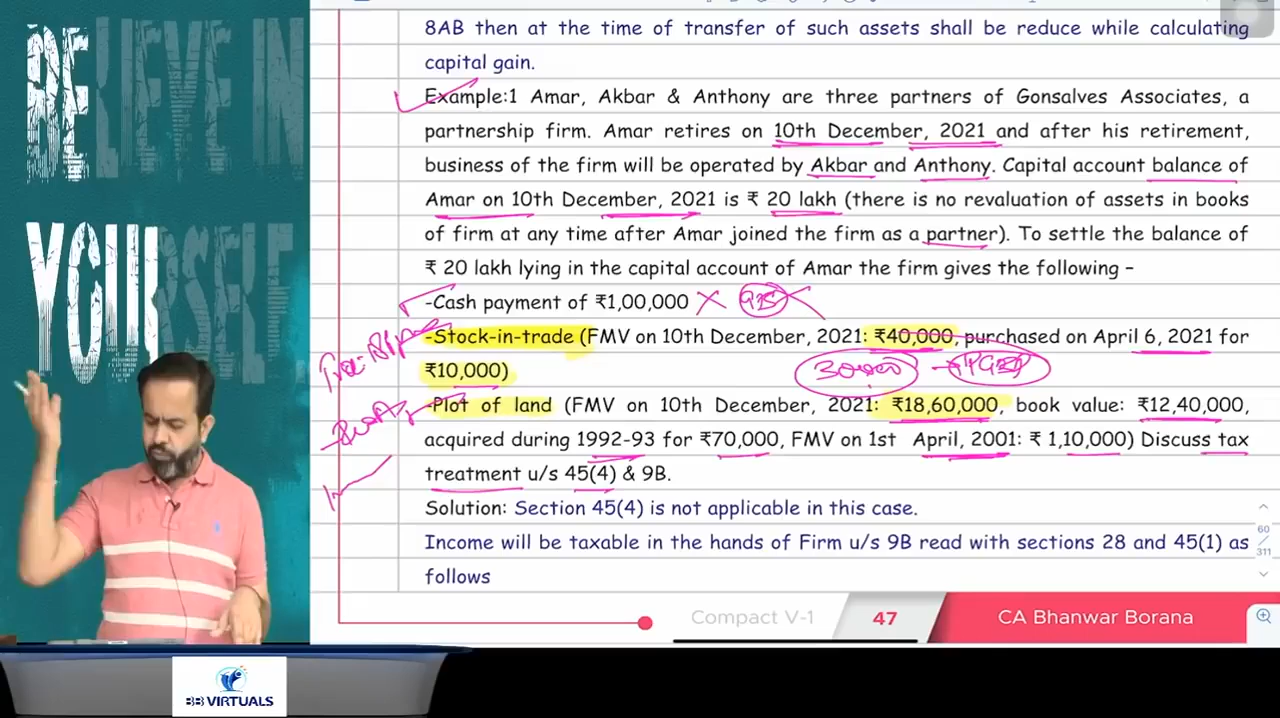 BELIEVE IN
YOURSELF.
8AB then at the time of transfer of such assets shall be reduce while calculating
capital gain.
Example:1 Amar, Akbar & Anthony are three partners of Gonsalves Associates, a
partnership firm. Amar retires on 10th December, 2021 and after his retirement,
business of the firm will be operated by Akbar and Anthony. Capital account balance of
Amar on 10th December, 2021 is ₹ 20 lakh (there is no revaluation of assets in books
of firm at any time after Amar joined the firm as a partner). To settle the balance of
₹ 20 lakh lying in the capital account of Amar the firm gives the following –
-Cash payment of ₹1,00,000
-Stock-in-trade (FMV on 10th December, 2021: ₹40,000, purchased on April 6, 2021 for
₹10,000)
30000
-Plot of land (FMV on 10th December, 2021: ₹18,60,000, book value: ₹12,40,000,
acquired during 1992-93 for ₹70,000, FMV on 1st April, 2001: ₹ 1,10,000) Discuss tax
treatment u/s 45(4) & 9B.
Solution: Section 45(4) is not applicable in this case.
Income will be taxable in the hands of Firm u/s 9B read with sections 28 and 45(1) as
follows
60
/
311
Compact V-1
47
CA Bhanwar Borana
BB VIRTUALS